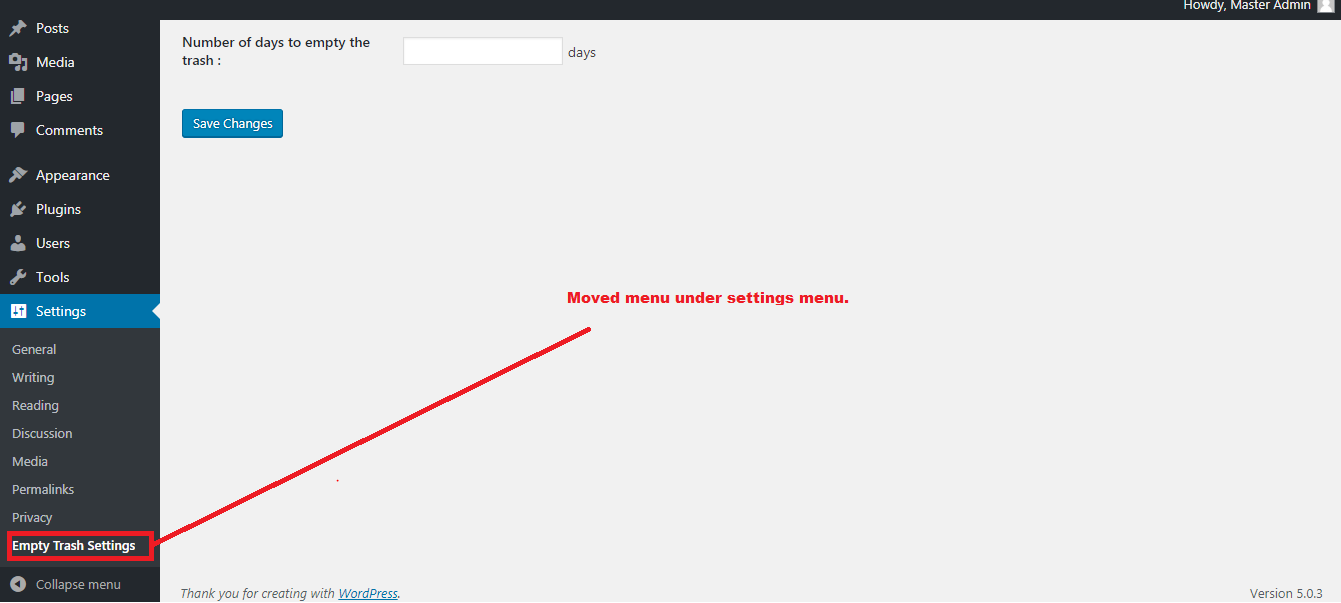 Howdy, Master Admin
Posts
Media
Pages
Comments
Appearance
Plugins
Users
Tools
Settings
General
Writing
Reading
Discussion
Media
Permalinks
Privacy
Empty Trash Settings
Collapse menu
Number of days to empty the
trash :
days
Save Changes
Moved menu under settings menu.
Thank you for creating with WordPress.
Version 5.0.3